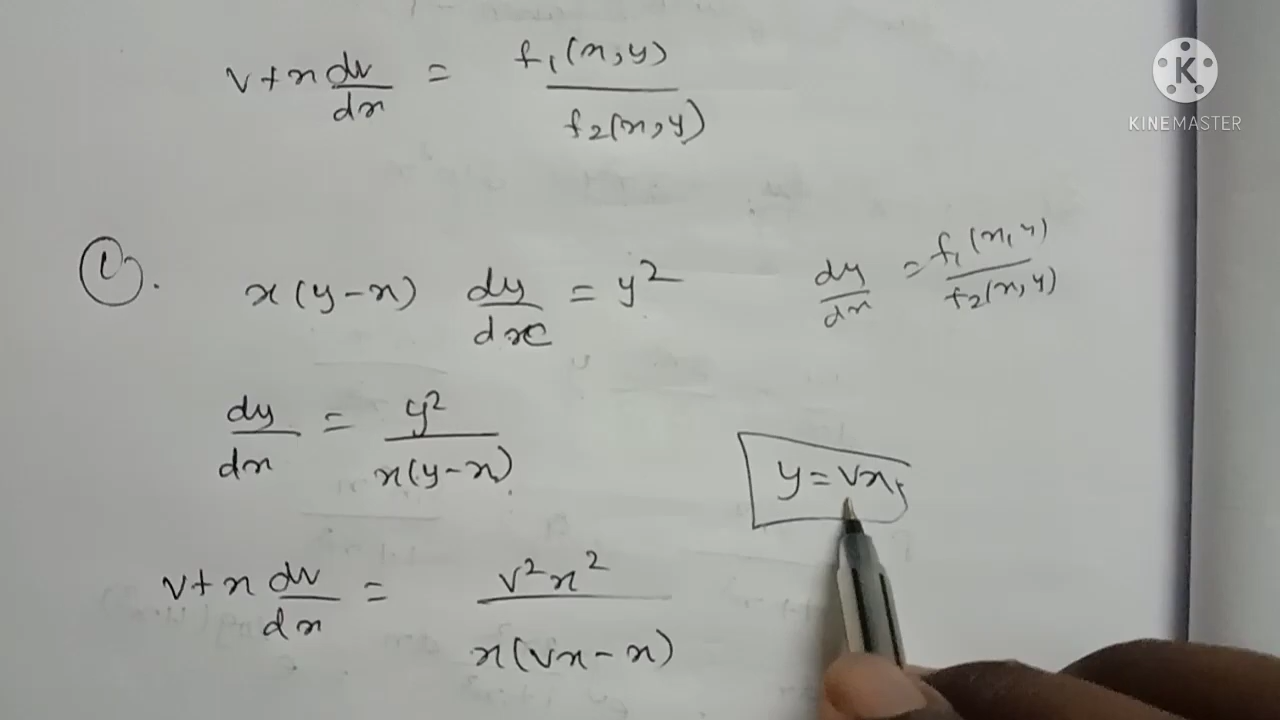 v+x dv/dx = f₁(x,y)/f₂(x,y)
K
KINEMASTER
①. x(y-x) dy/dx = y²
dy/dx = f₁(x,y)/f₂(x,y)
dy/dx = y²/x(y-x)
y=vx
v+x dv/dx = v²x²/x(vx-x)